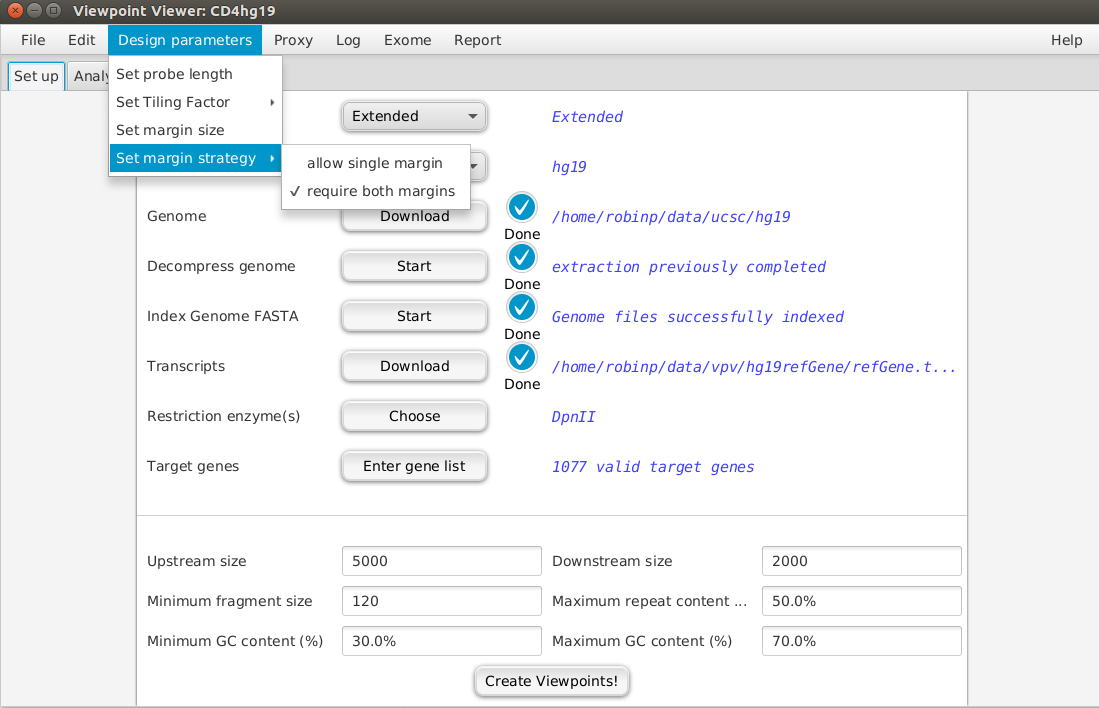 Viewpoint Viewer: CD4hg19
File Edit Design parameters Proxy Log Exome Report Help
Set up Analy
Set probe length
Set Tiling Factor
Set margin size
Set margin strategy
allow single margin
✓ require both margins
Extended Extended
hg19
Genome Download Done /home/robinp/data/ucsc/hg19
Decompress genome Start Done extraction previously completed
Index Genome FASTA Start Done Genome files successfully indexed
Transcripts Download Done /home/robinp/data/vpv/hg19refGene/refGene.t...
Restriction enzyme(s) Choose DpnII
Target genes Enter gene list 1077 valid target genes
Upstream size 5000 Downstream size 2000
Minimum fragment size 120 Maximum repeat content ... 50.0%
Minimum GC content (%) 30.0% Maximum GC content (%) 70.0%
Create Viewpoints!